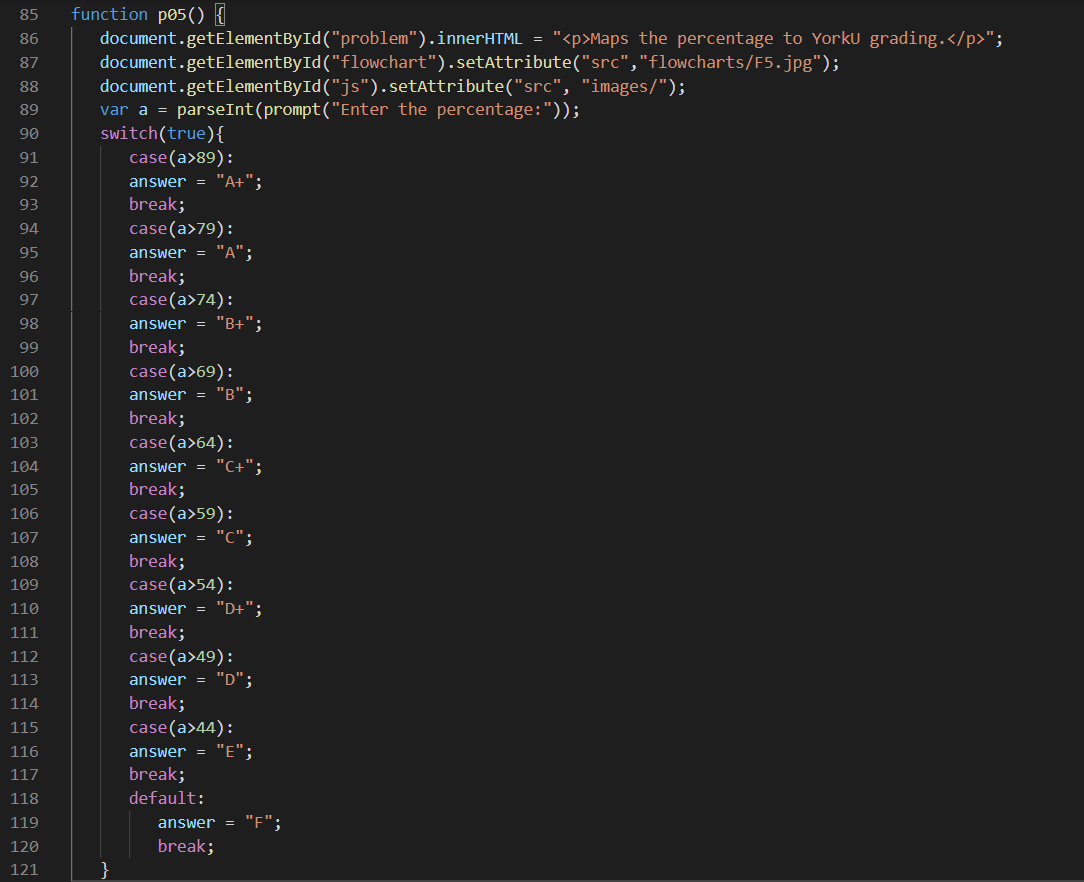 85 function p05() {
86 document.getElementById("problem").innerHTML = "<p>Maps the percentage to YorkU grading.</p>";
87 document.getElementById("flowchart").setAttribute("src","flowcharts/F5.jpg");
88 document.getElementById("js").setAttribute("src", "images/");
89 var a = parseInt(prompt("Enter the percentage:"));
90 switch(true){
91 case(a>89):
92 answer = "A+";
93 break;
94 case(a>79):
95 answer = "A";
96 break;
97 case(a>74):
98 answer = "B+";
99 break;
100 case(a>69):
101 answer = "B";
102 break;
103 case(a>64):
104 answer = "C+";
105 break;
106 case(a>59):
107 answer = "C";
108 break;
109 case(a>54):
110 answer = "D+";
111 break;
112 case(a>49):
113 answer = "D";
114 break;
115 case(a>44):
116 answer = "E";
117 break;
118 default:
119 answer = "F";
120 break;
121 }